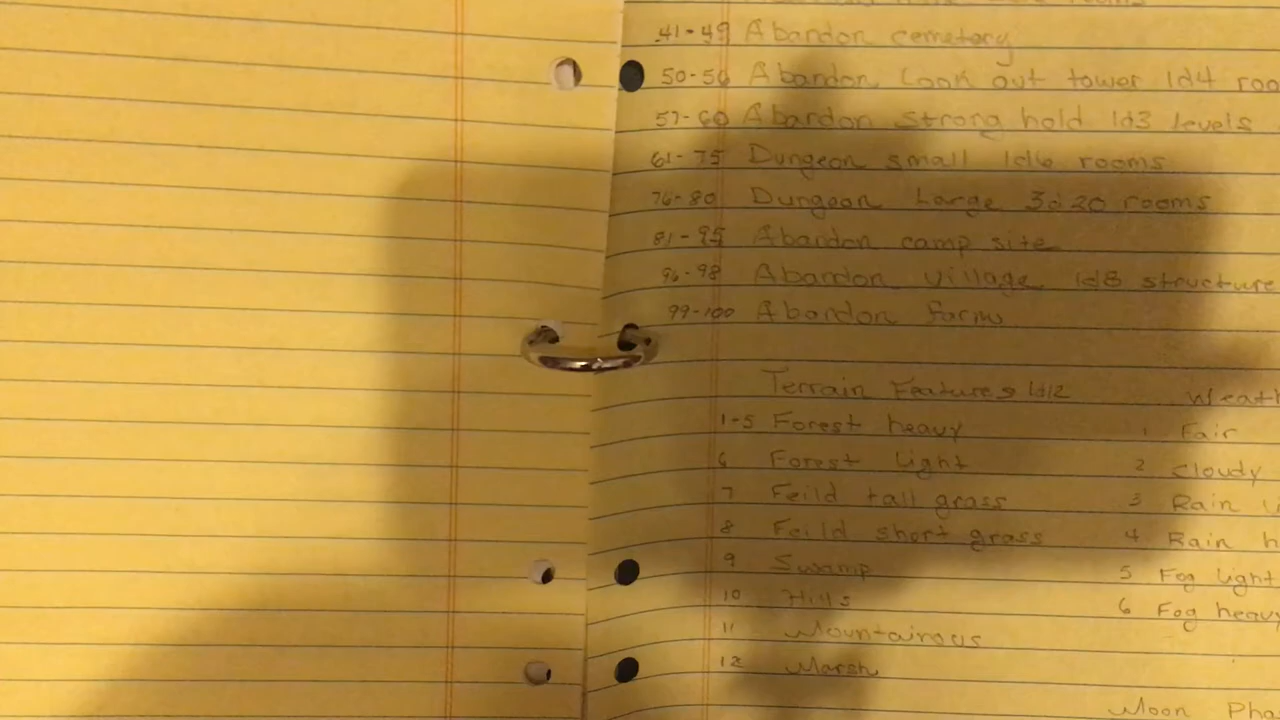 41-49 Abandon cemetery
50-56 Abandon Look out tower 1d4 roo
57-60 Abandon strong hold 1d3 levels
61-75 Dungeon small 1d6 rooms
76-80 Dungeon Large 3d20 rooms
81-95 Abandon camp site
96-98 Abandon village 1d8 structure
99-100 Abandon farm
Terrain Features 1d12
1-5 Forest heavy
6 Forest light
7 Feild tall grass
8 Feild short grass
9 Swamp
10 Hills
11 Mountainous
12 Marsh
Weath
1 Fair
2 Cloudy
3 Rain
4 Rain h
5 Fog light
6 Fog heavy
Moon Pha